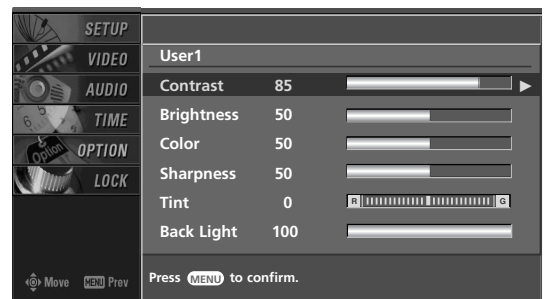 SETUP
VIDEO
AUDIO
TIME
OPTION
LOCK
Move MENU Prev
User1
Contrast 85
Brightness 50
Color 50
Sharpness 50
Tint 0 R G
Back Light 100
Press MENU to confirm.